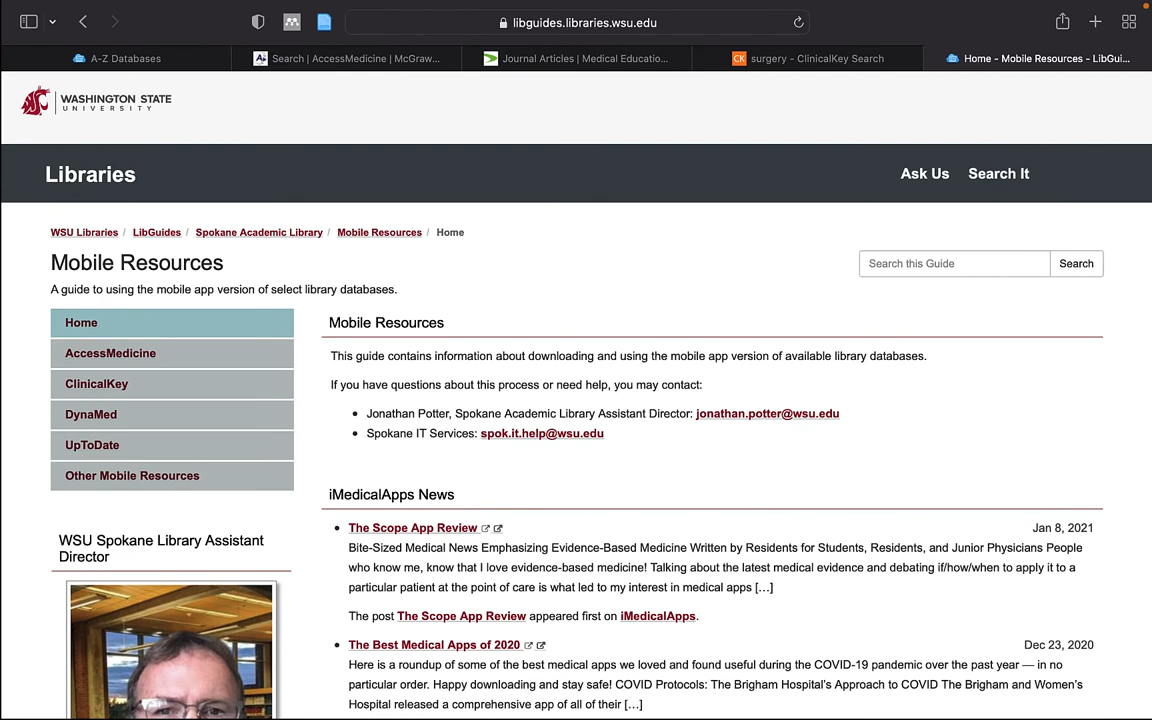 libguides.libraries.wsu.edu
A-Z Databases
Search | AccessMedicine | McGraw...
Journal Articles | Medical Educatio...
CK surgery - ClinicalKey Search
Home - Mobile Resources - LibGui...
WASHINGTON STATE
UNIVERSITY
Libraries
Ask Us Search It
WSU Libraries / LibGuides / Spokane Academic Library / Mobile Resources / Home
Mobile Resources
Search this Guide Search
A guide to using the mobile app version of select library databases.
Home
AccessMedicine
ClinicalKey
DynaMed
UpToDate
Other Mobile Resources
WSU Spokane Library Assistant
Director
Mobile Resources
This guide contains information about downloading and using the mobile app version of available library databases.
If you have questions about this process or need help, you may contact:
• Jonathan Potter, Spokane Academic Library Assistant Director: jonathan.potter@wsu.edu
• Spokane IT Services: spok.it.help@wsu.edu
iMedicalApps News
• The Scope App Review Jan 8, 2021
Bite-Sized Medical News Emphasizing Evidence-Based Medicine Written by Residents for Students, Residents, and Junior Physicians People
who know me, know that I love evidence-based medicine! Talking about the latest medical evidence and debating if/how/when to apply it to a
particular patient at the point of care is what led to my interest in medical apps […]
The post The Scope App Review appeared first on iMedicalApps.
• The Best Medical Apps of 2020 Dec 23, 2020
Here is a roundup of some of the best medical apps we loved and found useful during the COVID-19 pandemic over the past year — in no
particular order. Happy downloading and stay safe! COVID Protocols: The Brigham Hospital's Approach to COVID The Brigham and Women's
Hospital released a comprehensive app of all of their […]